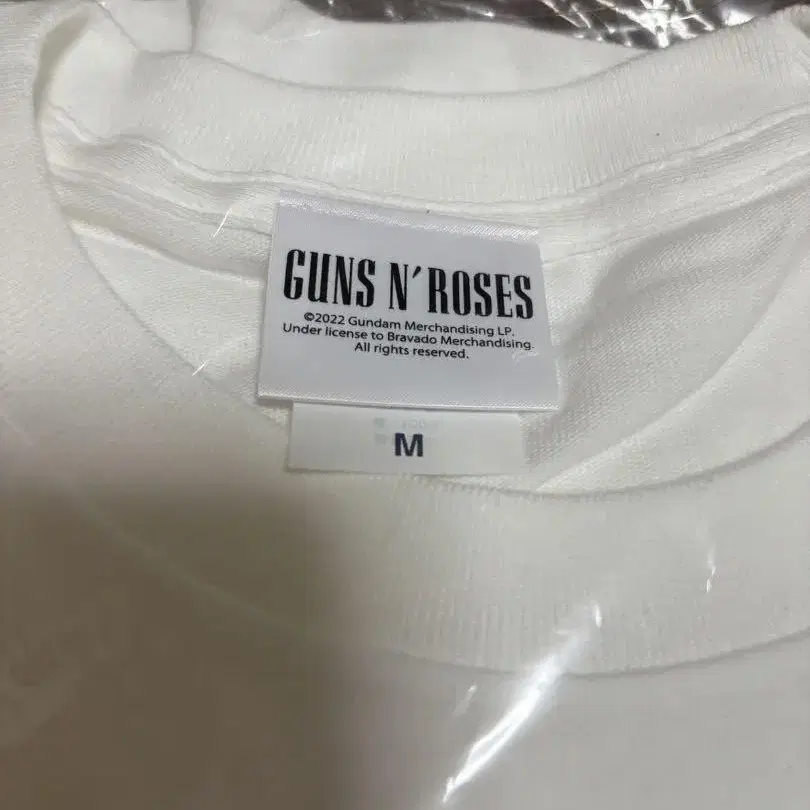 GUNS N' ROSES
©2022 Gundam Merchandising LP.
Under license to Bravado Merchandising.
All rights reserved.
M